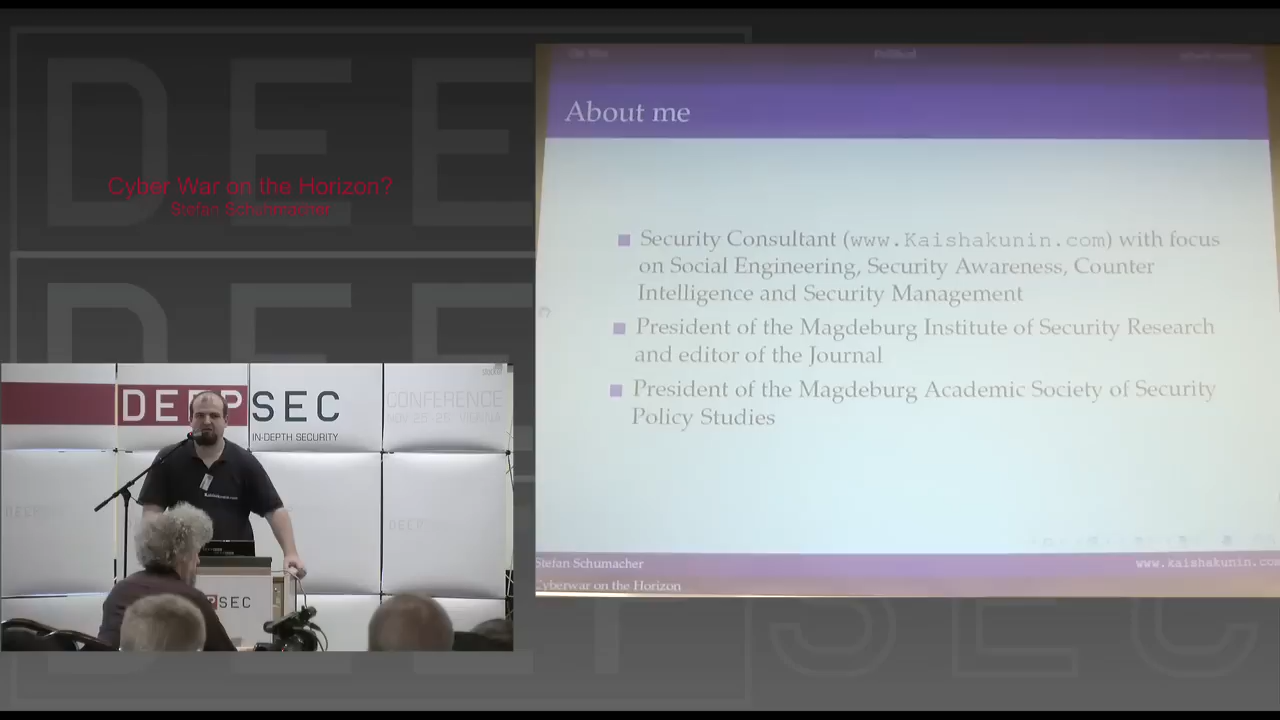 Cyber War on the Horizon?
Stefan Schuhmacher
About me
Security Consultant (www.Kaishakunin.com) with focus
on Social Engineering, Security Awareness, Counter
Intelligence and Security Management
President of the Magdeburg Institute of Security Research
and editor of the Journal
President of the Magdeburg Academic Society of Security
Policy Studies
Stefan Schumacher
www.kaishakunin.com
Cyberwar on the Horizon
DEEPSEC
CONFERENCE
IN-DEPTH SECURITY
SEC